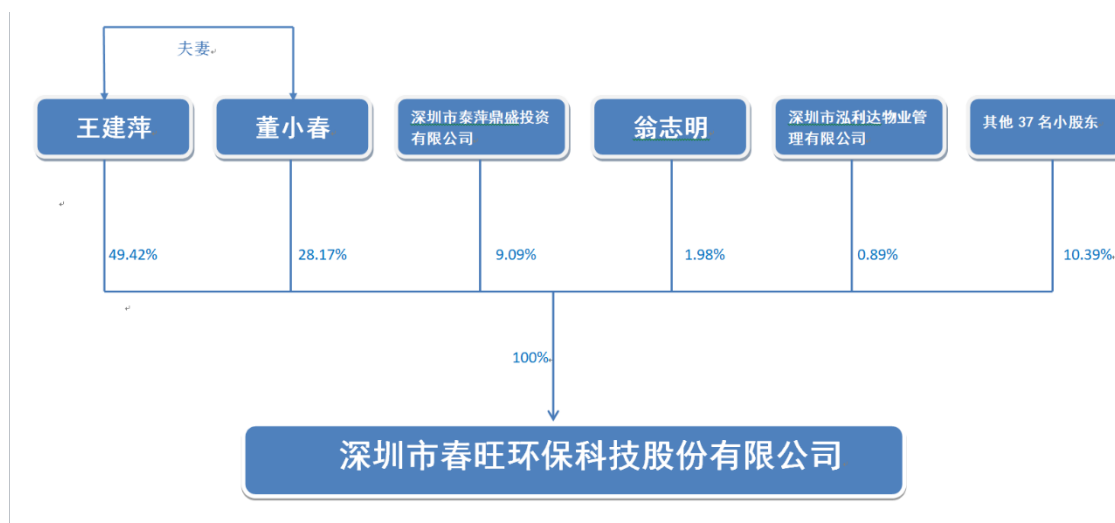 夫妻
王建萍
董小春
深圳市泰萍鼎盛投资
有限公司
翁志明
深圳市泓利达物业管
理有限公司
其他 37 名小股东
49.42%
28.17%
9.09%
1.98%
0.89%
10.39%
100%
深圳市春旺环保科技股份有限公司